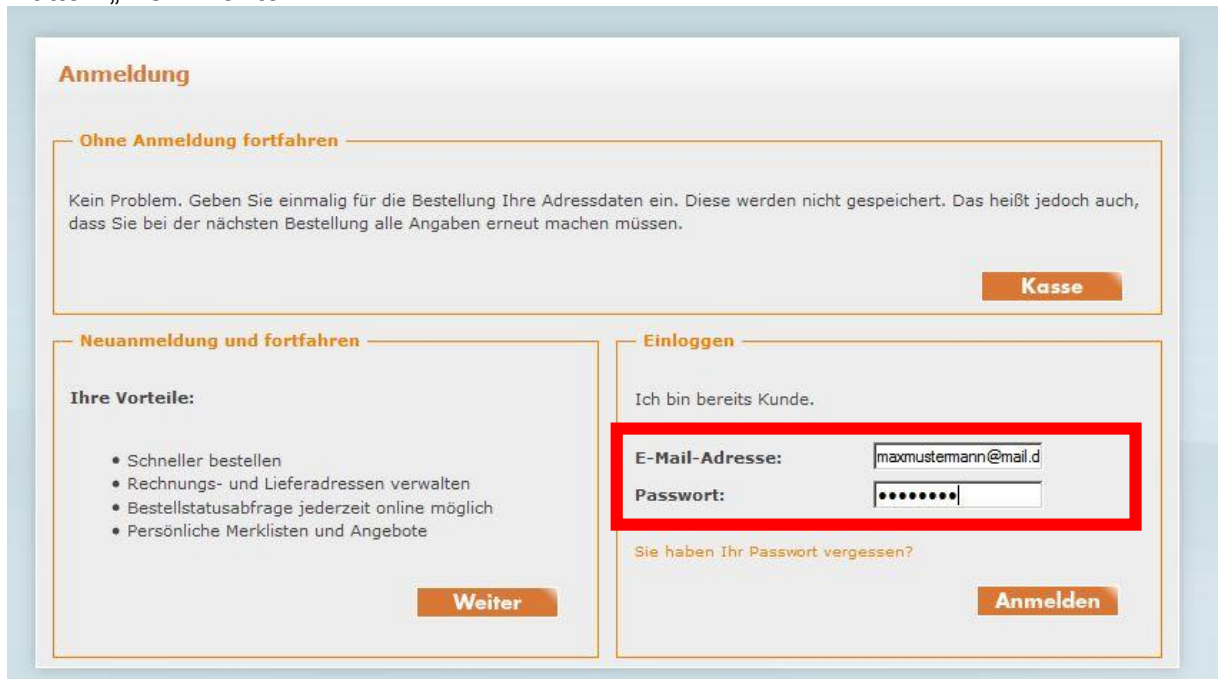 Anmeldung
Ohne Anmeldung fortfahren
Kein Problem. Geben Sie einmalig für die Bestellung Ihre Adressdaten ein. Diese werden nicht gespeichert. Das heißt jedoch auch,
dass Sie bei der nächsten Bestellung alle Angaben erneut machen müssen.
Kasse
Neuanmeldung und fortfahren
Ihre Vorteile:
• Schneller bestellen
• Rechnungs- und Lieferadressen verwalten
• Bestellstatusabfrage jederzeit online möglich
• Persönliche Merklisten und Angebote
Weiter
Einloggen
Ich bin bereits Kunde.
E-Mail-Adresse: maxmustermann@mail.d
Passwort: ••••••••
Sie haben Ihr Passwort vergessen?
Anmelden